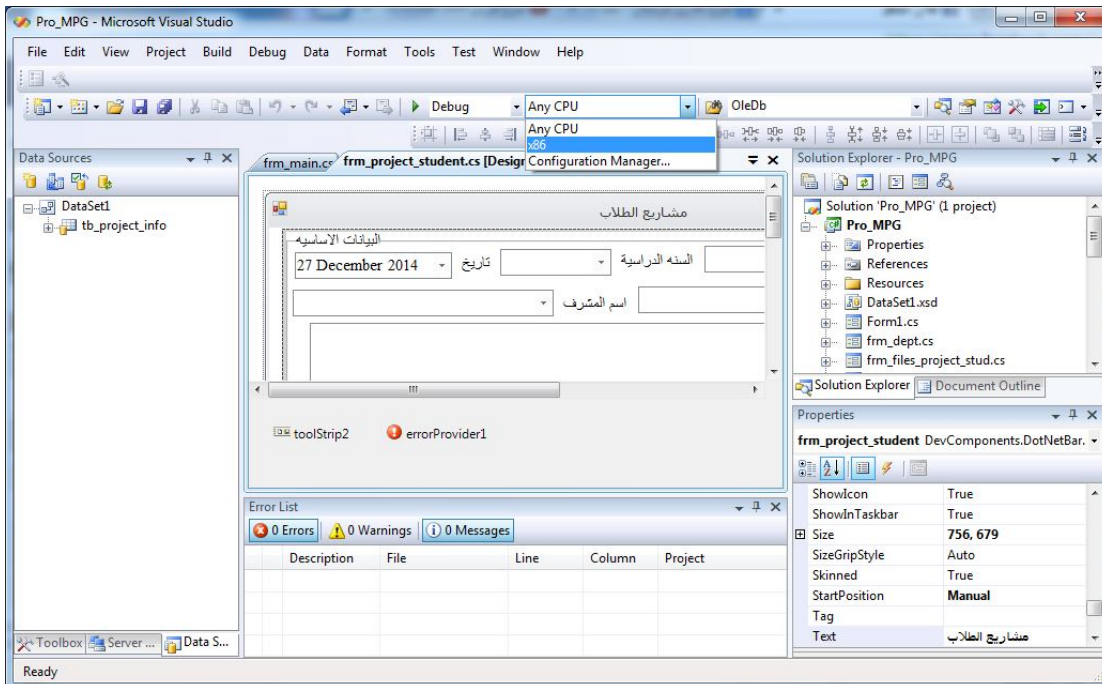 Pro_MPG - Microsoft Visual Studio
File Edit View Project Build Debug Data Format Tools Test Window Help
Debug Any CPU OleDb
Any CPU
x86
Configuration Manager...
Data Sources
DataSet1
tb_project_info
frm_main.cs frm_project_student.cs [Design
مشاريع الطلاب
البيانات الاساسيه
السنه الدراسية
تاريخ
27 December 2014
اسم المشرف
toolStrip2 errorProvider1
Error List
0 Errors 0 Warnings 0 Messages
Description File Line Column Project
Toolbox Server ... Data S...
Solution Explorer - Pro_MPG
Solution 'Pro_MPG' (1 project)
Pro_MPG
Properties
References
Resources
DataSet1.xsd
Form1.cs
frm_dept.cs
frm_files_project_stud.cs
Solution Explorer Document Outline
Properties
frm_project_student DevComponents.DotNetBar.
ShowIcon True
ShowInTaskbar True
Size 756, 679
SizeGripStyle Auto
Skinned True
StartPosition Manual
Tag
Text مشاريع الطلاب
Ready